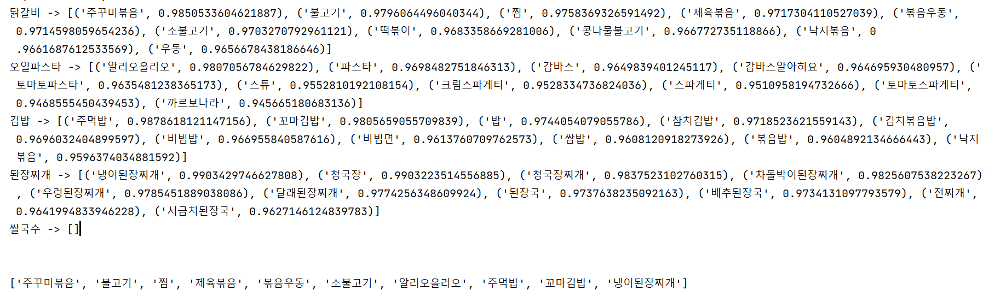 닭갈비 -> [('주꾸미볶음', 0.9850533604621887), ('불고기', 0.9796064496040344), ('찜', 0.9758369326591492), ('제육볶음', 0.9717304110527039), ('볶음우동',
0.9714598059654236), ('소불고기', 0.9703270792961121), ('떡볶이', 0.9683358669281006), ('콩나물불고기', 0.966772735118866), ('낙지볶음', 0
.9661687612533569), ('우동', 0.9656678438186646)]
오일파스타 -> [('알리오올리오', 0.9807056784629822), ('파스타', 0.9698482751846313), ('감바스', 0.9649839401245117), ('감바스알아히요', 0.964695930480957), ('
토마토파스타', 0.9635481238365173), ('스튜', 0.9552810192108154), ('크림스파게티', 0.9528334736824036), ('스파게티', 0.9510958194732666), ('토마토스파게티',
0.9468555450439453), ('까르보나라', 0.945665180683136)]
김밥 -> [('주먹밥', 0.9878618121147156), ('꼬마김밥', 0.9805659055709839), ('밥', 0.9744054079055786), ('참치김밥', 0.9718523621559143), ('김치볶음밥',
0.9696032404899597), ('비빔밥', 0.966955840587616), ('비빔면', 0.9613760709762573), ('쌈밥', 0.9608120918273926), ('볶음밥', 0.9604892134666443), ('낙지
볶음', 0.9596374034881592)]
된장찌개 -> [('냉이된장찌개', 0.9903429746627808), ('청국장', 0.9903223514556885), ('청국장찌개', 0.9837523102760315), ('차돌박이된장찌개', 0.9825607538223267)
, ('우렁된장찌개', 0.9785451889038086), ('달래된장찌개', 0.9774256348609924), ('된장국', 0.9737638235092163), ('배추된장국', 0.9734131097793579), ('전찌개',
0.9641994833946228), ('시금치된장국', 0.9627146124839783)]
쌀국수 -> []
['주꾸미볶음', '불고기', '찜', '제육볶음', '볶음우동', '소불고기', '알리오올리오', '주먹밥', '꼬마김밥', '냉이된장찌개']